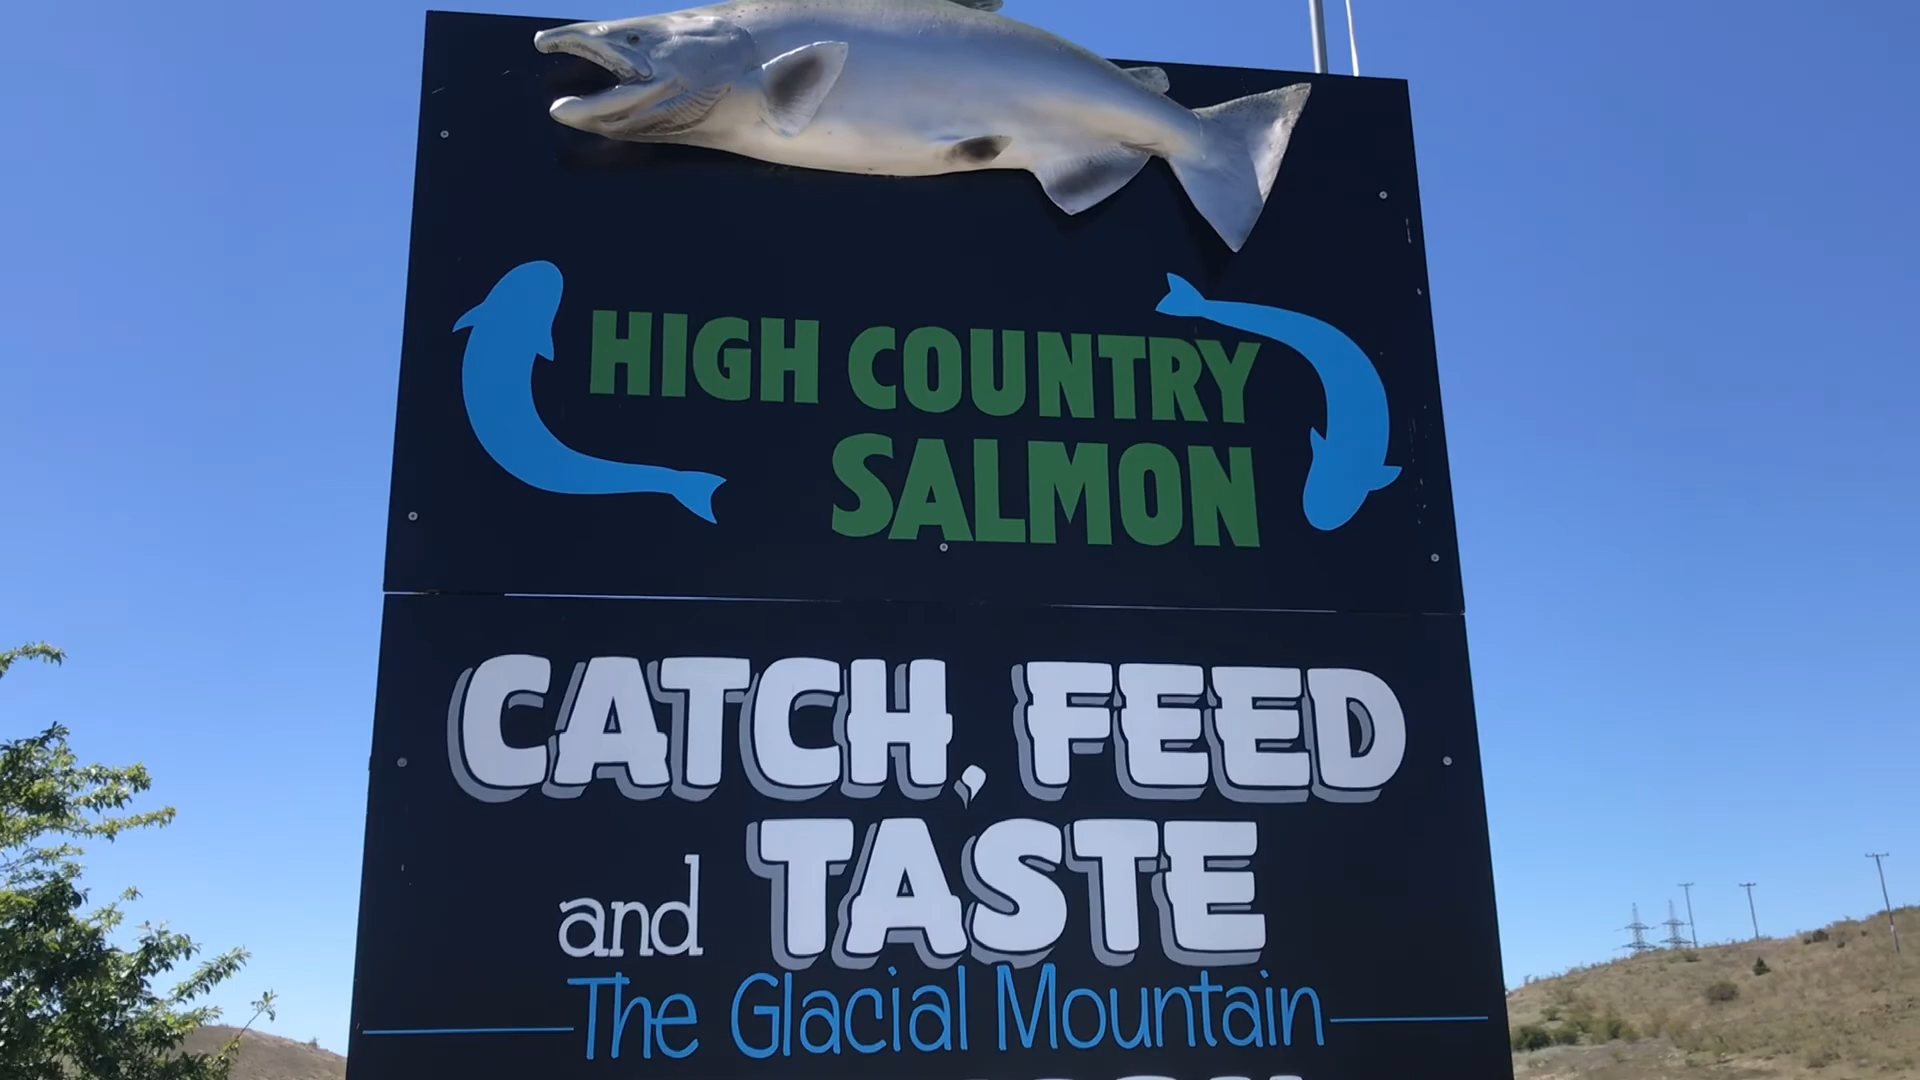 HIGH COUNTRY
SALMON
CATCH, FEED
and TASTE
The Glacial Mountain